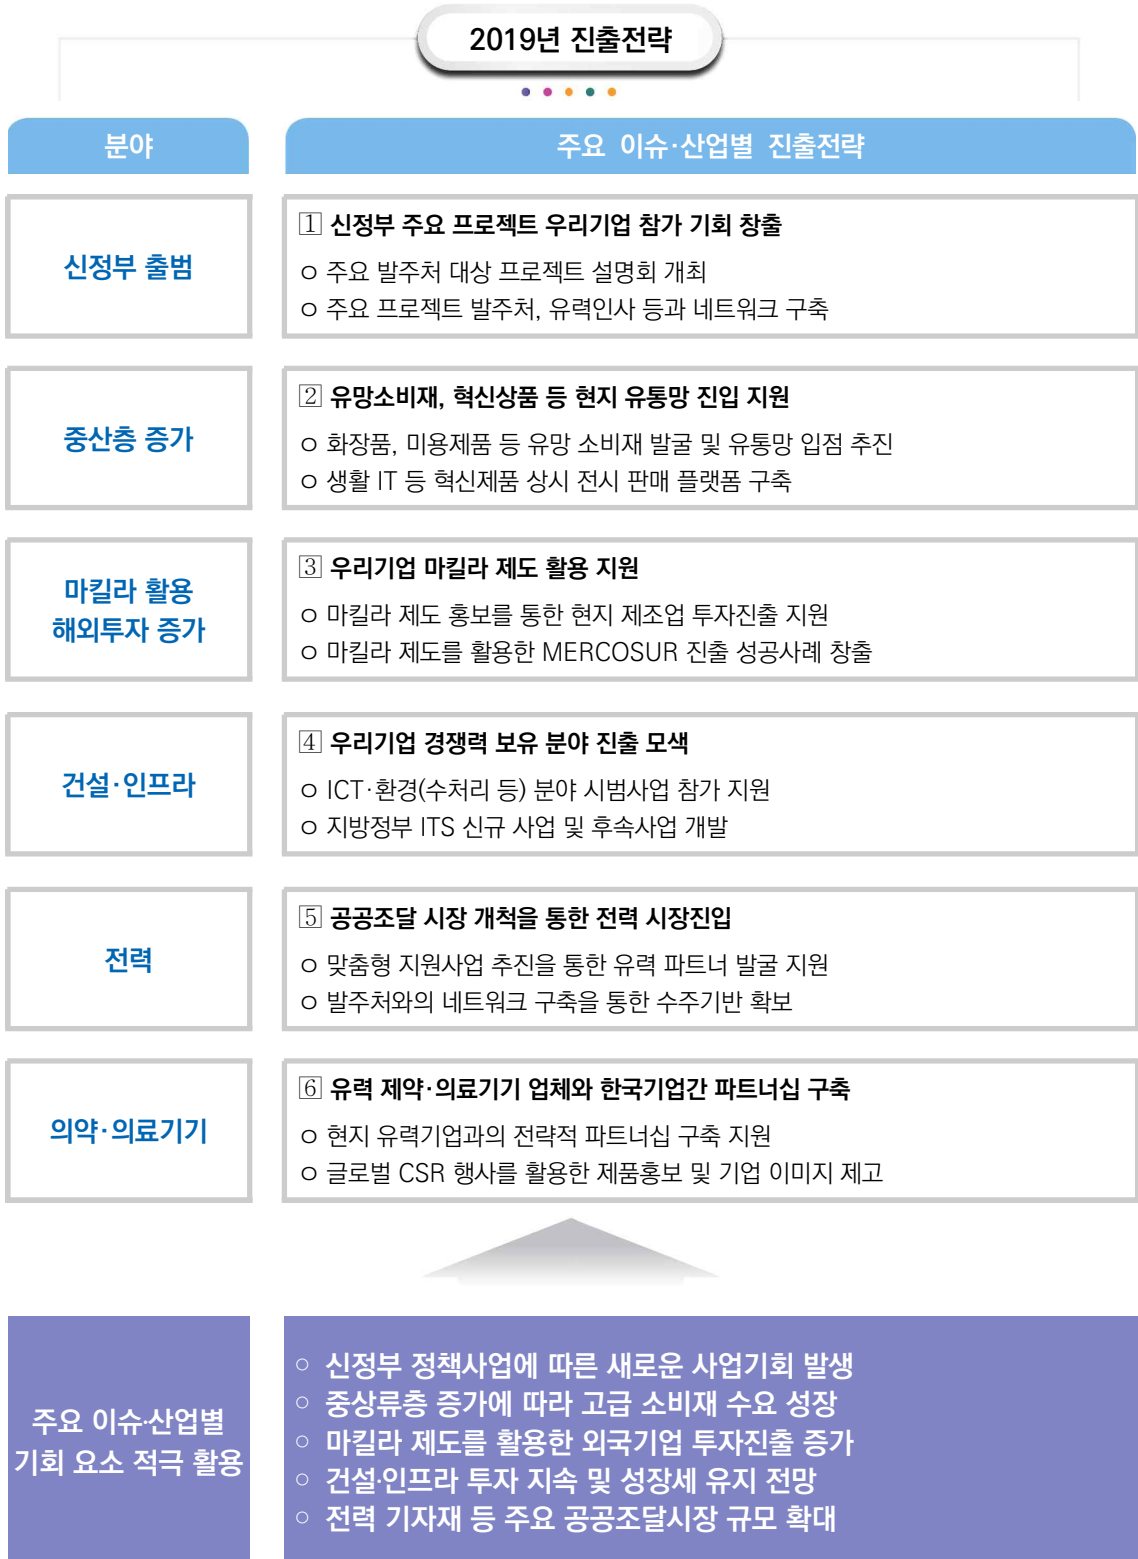 2019년 진출전략
분야
주요 이슈·산업별 진출전략
신정부 출범
1 신정부 주요 프로젝트 우리기업 참가 기회 창출
ㅇ 주요 발주처 대상 프로젝트 설명회 개최
ㅇ 주요 프로젝트 발주처, 유력인사 등과 네트워크 구축
중산층 증가
2 유망소비재, 혁신상품 등 현지 유통망 진입 지원
ㅇ 화장품, 미용제품 등 유망 소비재 발굴 및 유통망 입점 추진
ㅇ 생활 IT 등 혁신제품 상시 전시 판매 플랫폼 구축
마킬라 활용
해외투자 증가
3 우리기업 마킬라 제도 활용 지원
ㅇ 마킬라 제도 홍보를 통한 현지 제조업 투자진출 지원
ㅇ 마킬라 제도를 활용한 MERCOSUR 진출 성공사례 창출
건설·인프라
4 우리기업 경쟁력 보유 분야 진출 모색
ㅇ ICT·환경(수처리 등) 분야 시범사업 참가 지원
ㅇ 지방정부 ITS 신규 사업 및 후속사업 개발
전력
5 공공조달 시장 개척을 통한 전력 시장진입
ㅇ 맞춤형 지원사업 추진을 통한 유력 파트너 발굴 지원
ㅇ 발주처와의 네트워크 구축을 통한 수주기반 확보
의약·의료기기
6 유력 제약·의료기기 업체와 한국기업간 파트너십 구축
ㅇ 현지 유력기업과의 전략적 파트너십 구축 지원
ㅇ 글로벌 CSR 행사를 활용한 제품홍보 및 기업 이미지 제고
주요 이슈·산업별
기회 요소 적극 활용
○ 신정부 정책사업에 따른 새로운 사업기회 발생
○ 중상류층 증가에 따라 고급 소비재 수요 성장
○ 마킬라 제도를 활용한 외국기업 투자진출 증가
○ 건설·인프라 투자 지속 및 성장세 유지 전망
○ 전력 기자재 등 주요 공공조달시장 규모 확대